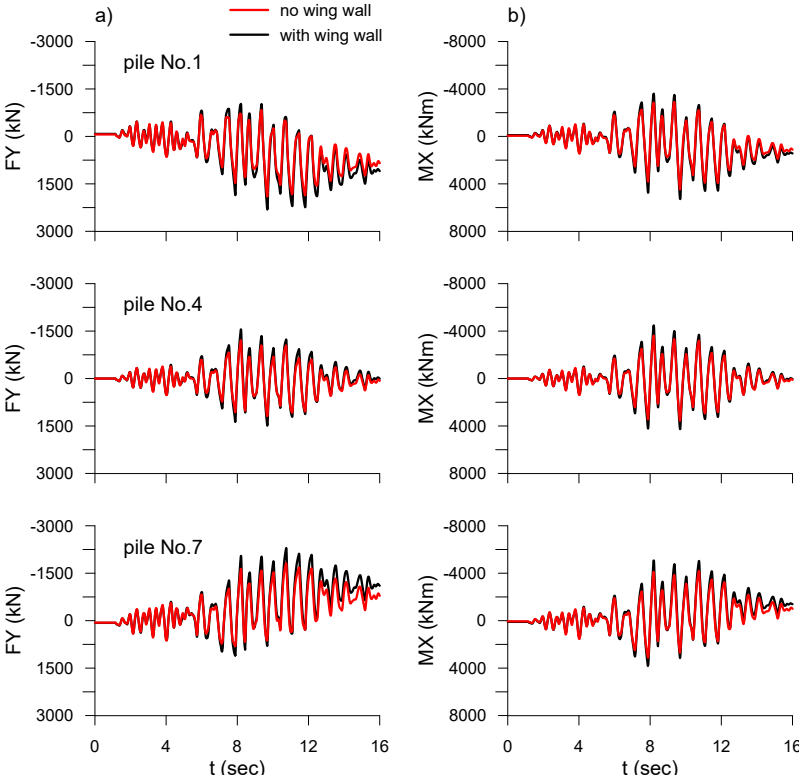 a)
no wing wall
with wing wall
b)
-3000
-1500
0
1500
3000
FY (kN)
pile No.1
-8000
-4000
0
4000
8000
MX (kNm)
-3000
-1500
0
1500
3000
FY (kN)
pile No.4
-8000
-4000
0
4000
8000
MX (kNm)
-3000
-1500
0
1500
3000
FY (kN)
pile No.7
0 4 8 12 16
t (sec)
-8000
-4000
0
4000
8000
MX (kNm)
0 4 8 12 16
t (sec)